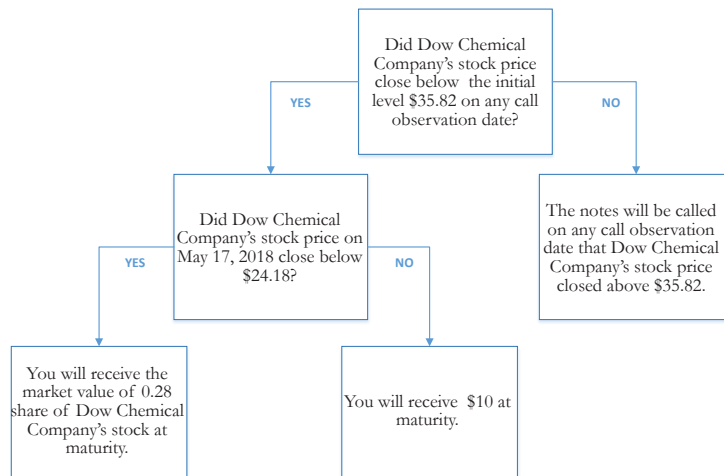 Did Dow Chemical
Company's stock price
close below the initial
level $35.82 on any call
observation date?
YES
NO
Did Dow Chemical
Company's stock price on
May 17, 2018 close below
$24.18?
The notes will be called
on any call observation
date that Dow Chemical
Company's stock price
closed above $35.82.
YES
NO
You will receive the
market value of 0.28
share of Dow Chemical
Company's stock at
maturity.
You will receive $10 at
maturity.